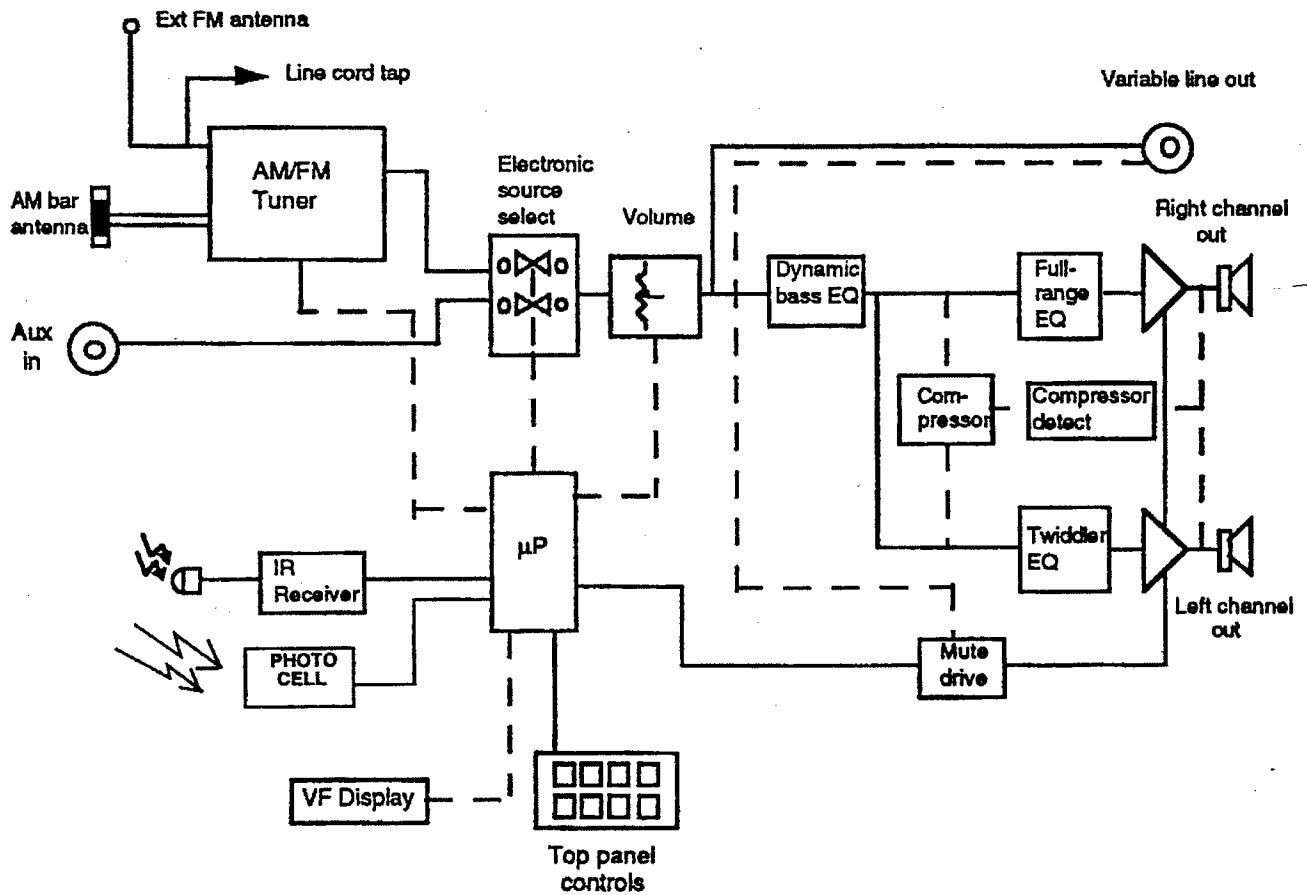 Ext FM antenna
Line cord tap
Variable line out
AM/FM
Tuner
Electronic
source
select
AM bar
antenna
Volume
Right channel
out
Dynamic
bass EQ
Full-
range
EQ
Aux
in
Com-
pressor
Compressor
detect
µP
Twiddler
EQ
IR
Receiver
Left channel
out
PHOTO
CELL
Mute
drive
VF Display
Top panel
controls